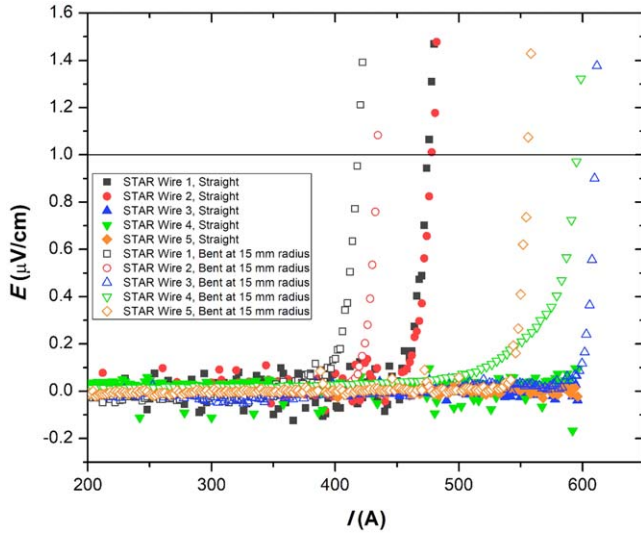 1.6
1.4
1.2
1.0
0.8
0.6
0.4
0.2
0.0
-0.2
E (μV/cm)
STAR Wire 1, Straight
STAR Wire 2, Straight
STAR Wire 3, Straight
STAR Wire 4, Straight
STAR Wire 5, Straight
STAR Wire 1, Bent at 15 mm radius
STAR Wire 2, Bent at 15 mm radius
STAR Wire 3, Bent at 15 mm radius
STAR Wire 4, Bent at 15 mm radius
STAR Wire 5, Bent at 15 mm radius
200 300 400 500 600
I (A)